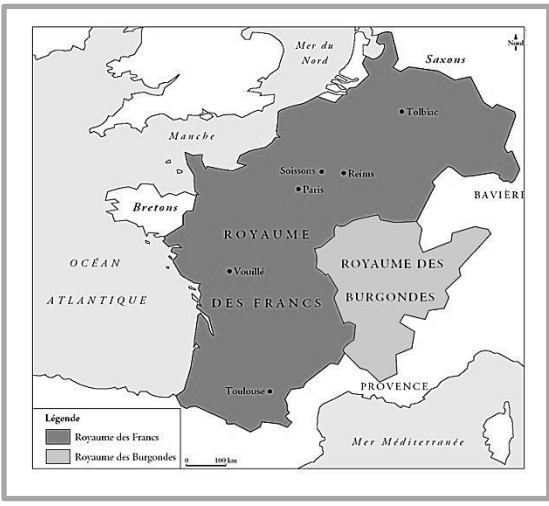 Mer du
Nord
Saxons
Nord
Tolbiac
Manche
Soissons
Reims
Paris
BAVIÈRE
Bretons
ROYAUME
OCÉAN
ROYAUME DES
Vouillé
BURGONDES
ATLANTIQUE
DES FRANCS
PROVENCE
Toulouse
Légende
Royaume des Francs
Mer Méditerranée
Royaume des Burgondes
0 100 km